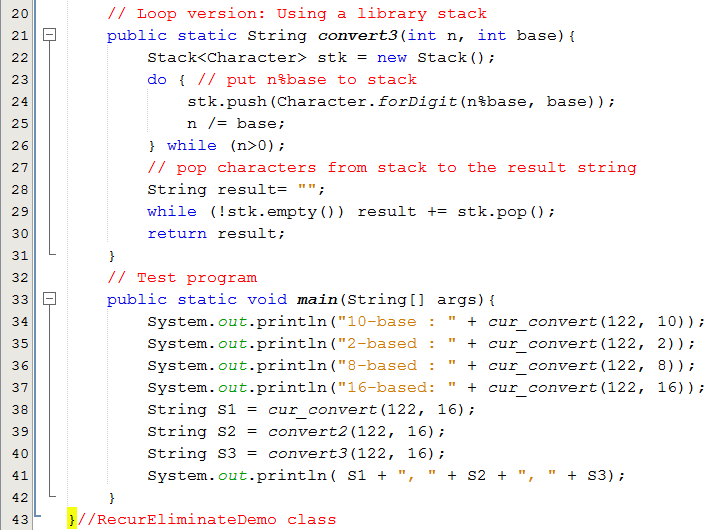 20 // Loop version: Using a library stack
21 public static String convert3(int n, int base){
22 Stack<Character> stk = new Stack();
23 do { // put n%base to stack
24 stk.push(Character.forDigit(n%base, base));
25 n /= base;
26 } while (n>0);
27 // pop characters from stack to the result string
28 String result= "";
29 while (!stk.empty()) result += stk.pop();
30 return result;
31 }
32 // Test program
33 public static void main(String[] args){
34 System.out.println("10-base : " + cur_convert(122, 10));
35 System.out.println("2-based : " + cur_convert(122, 2));
36 System.out.println("8-based : " + cur_convert(122, 8));
37 System.out.println("16-based: " + cur_convert(122, 16));
38 String S1 = cur_convert(122, 16);
39 String S2 = convert2(122, 16);
40 String S3 = convert3(122, 16);
41 System.out.println( S1 + ", " + S2 + ", " + S3);
42 }
43 }//RecurEliminateDemo class